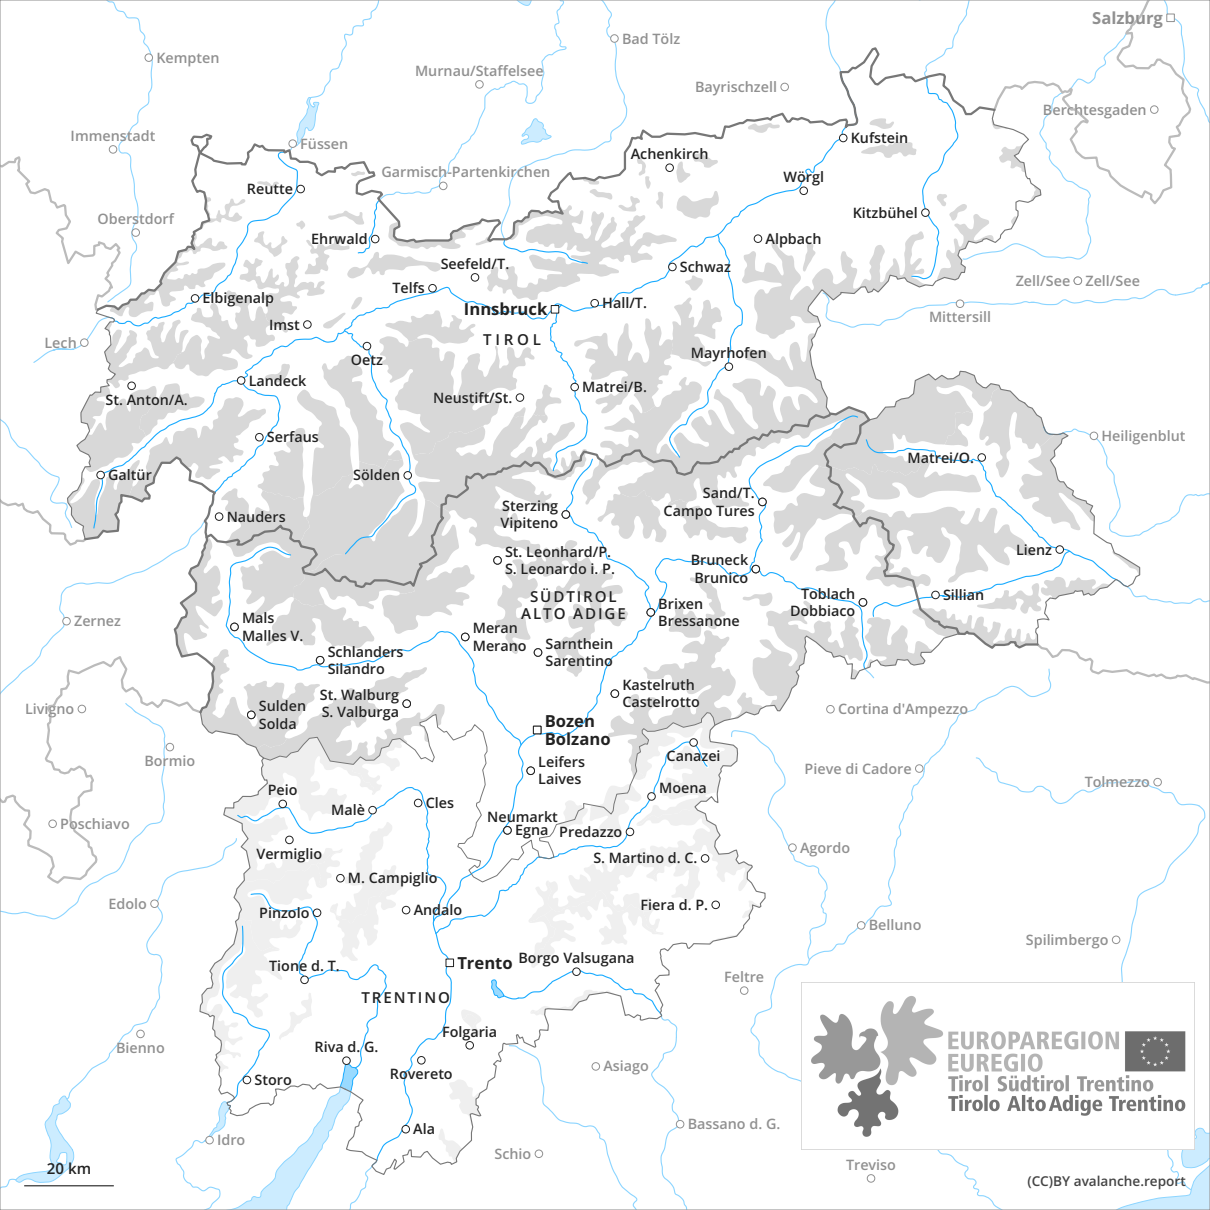 Salzburg
Bad Tölz
Kempten
Murnau/Staffelsee
Bayrischzell
Berchtesgaden
Immenstadt
Füssen
Kufstein
Achenkirch
Garmisch-Partenkirchen
Wörgl
Reutte
Oberstdorf
Kitzbühel
Ehrwald
Alpbach
Seefeld/T.
Schwaz
Zell/See
Zell/See
Telfs
Elbigenalp
Innsbruck
Hall/T.
Mittersill
Imst
TIROL
Lech
Oetz
Mayrhofen
Landeck
Matrei/B.
St. Anton/A.
Neustift/St.
Serfaus
Heiligenblut
Matrei/O.
Galtür
Sölden
Sand/T.
Campo Tures
Sterzing
Vipiteno
Nauders
St. Leonhard/P.
S. Leonardo i. P.
Lienz
Bruneck
Brunico
SÜDTIROL
ALTO ADIGE
Toblach
Dobbiaco
Sillian
Brixen
Bressanone
Zernez
Mals
Malles V.
Meran
Merano
Sarnthein
Sarentino
Schlanders
Silandro
Kastelruth
Castelrotto
St. Walburg
S. Valburga
Livigno
Sulden
Solda
Cortina d'Ampezzo
Bozen
Bolzano
Bormio
Canazei
Leifers
Laives
Pieve di Cadore
Tolmezzo
Peio
Moena
Malè
Cles
Neumarkt
Egna
Predazzo
Poschiavo
Vermiglio
Agordo
S. Martino d. C.
M. Campiglio
Edolo
Pinzolo
Andalo
Fiera d. P.
Belluno
Spilimbergo
Trento
Borgo Valsugana
Tione d. T.
Feltre
TRENTINO
Folgaria
Bienno
Riva d. G.
Rovereto
Asiago
Storo
EUROPAREGION
EUREGIO
Tirol Südtirol Trentino
Tirolo Alto Adige Trentino
Ala
Bassano d. G.
Idro
Schio
Treviso
20 km
(CC)BY avalanche.report